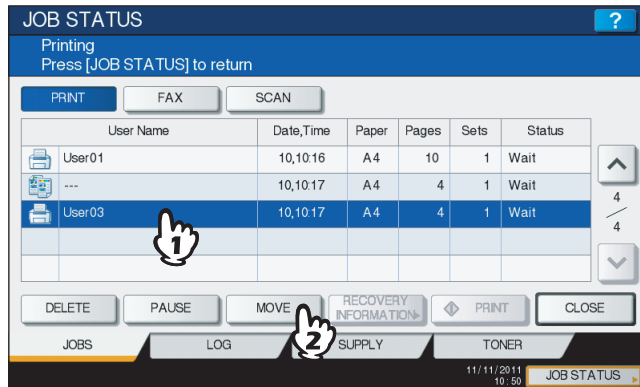 JOB STATUS ?
Printing
Press [JOB STATUS] to return
PRINT FAX SCAN
User Name Date,Time Paper Pages Sets Status
User01 10,10:16 A4 10 1 Wait
--- 10,10:17 A4 4 1 Wait
User03 10,10:17 A4 4 1 Wait
4
4
1
DELETE PAUSE MOVE RECOVERY INFORMATION PRINT CLOSE
2
JOBS LOG SUPPLY TONER
11/11/2011
10:50 JOB STATUS